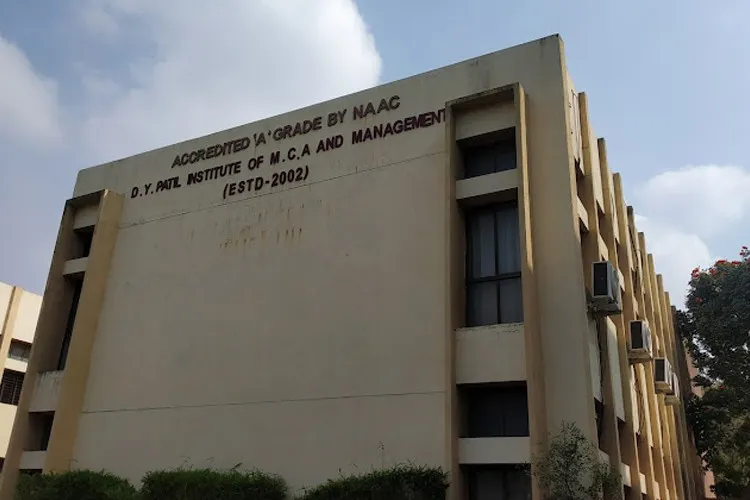 ACCREDITED 'A' GRADE BY NAAC
D.Y. PATIL INSTITUTE OF M.C.A AND MANAGEMENT
(ESTD-2002)